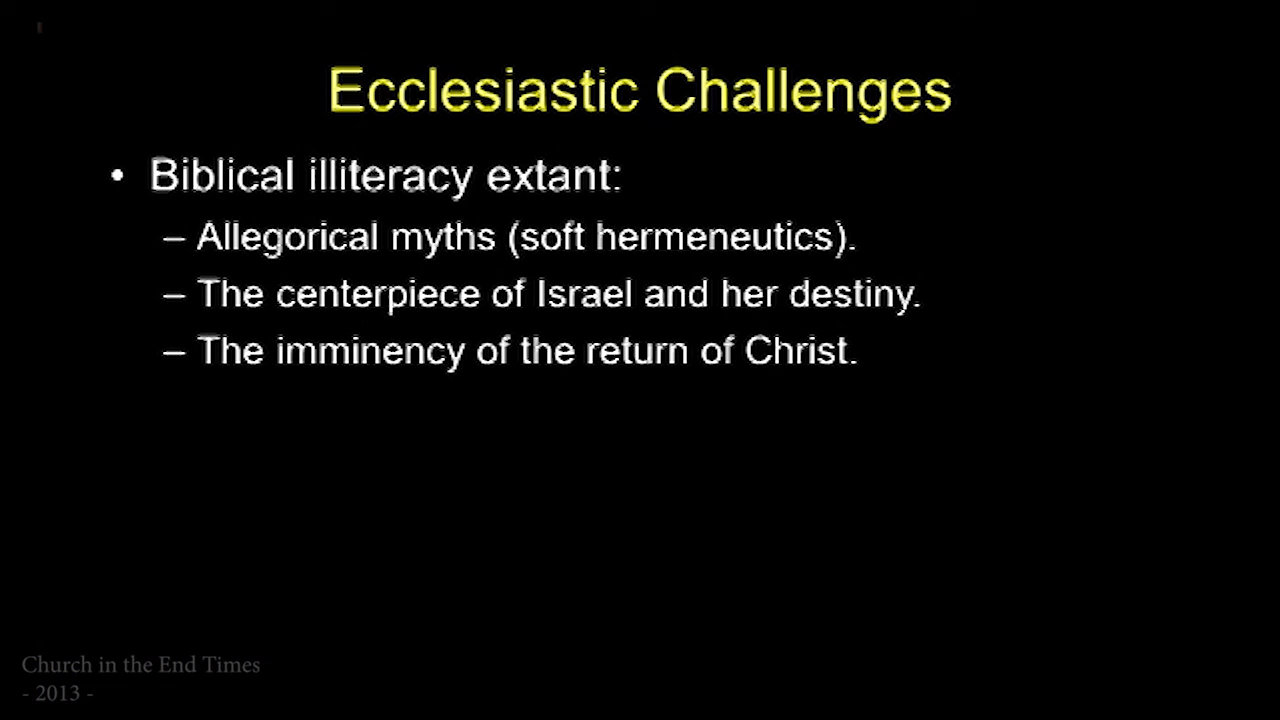 Ecclesiastic Challenges
• Biblical illiteracy extant:
– Allegorical myths (soft hermeneutics).
– The centerpiece of Israel and her destiny.
– The imminency of the return of Christ.
Church in the End Times
- 2013 -